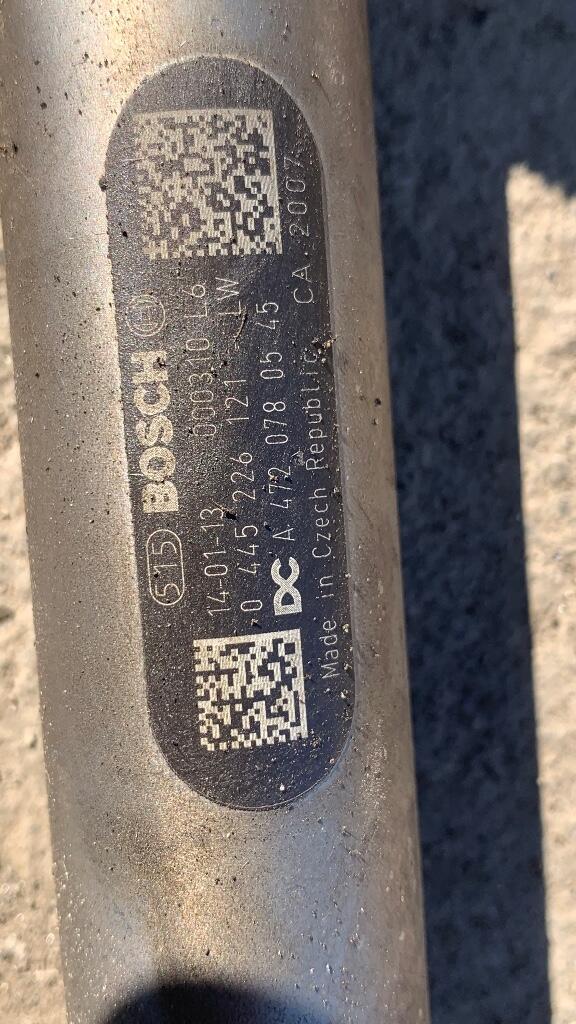 515 BOSCH
14-01-13 000310 L6
0 445 226 121 LW
DC A 472 078 05 45
Made in Czech Republic CA. 2007